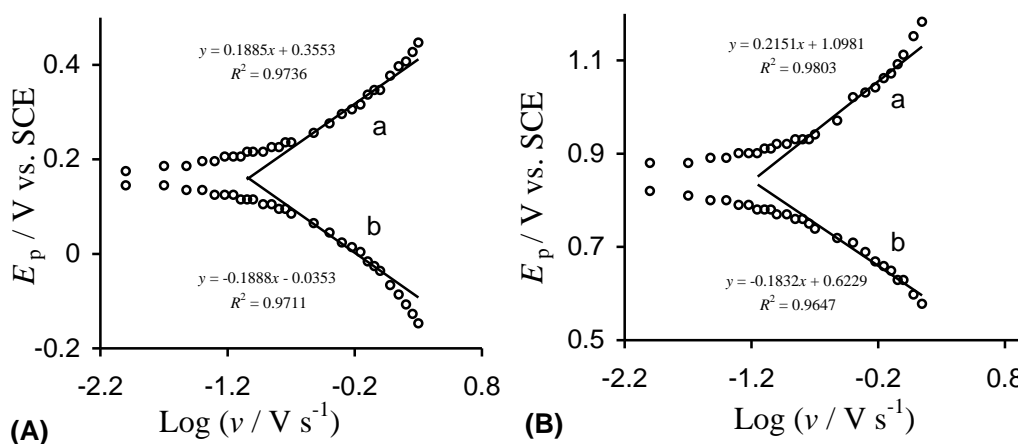 0.4
0.2
0
-0.2
E_p / V vs. SCE
y = 0.1885x + 0.3553
R² = 0.9736
a
b
y = -0.1888x - 0.0353
R² = 0.9711
-2.2 -1.2 -0.2 0.8
(A) Log (v / V s⁻¹)
1.1
0.9
0.7
0.5
E_p / V vs. SCE
y = 0.2151x + 1.0981
R² = 0.9803
a
b
y = -0.1832x + 0.6229
R² = 0.9647
-2.2 -1.2 -0.2 0.8
(B) Log (v / V s⁻¹)